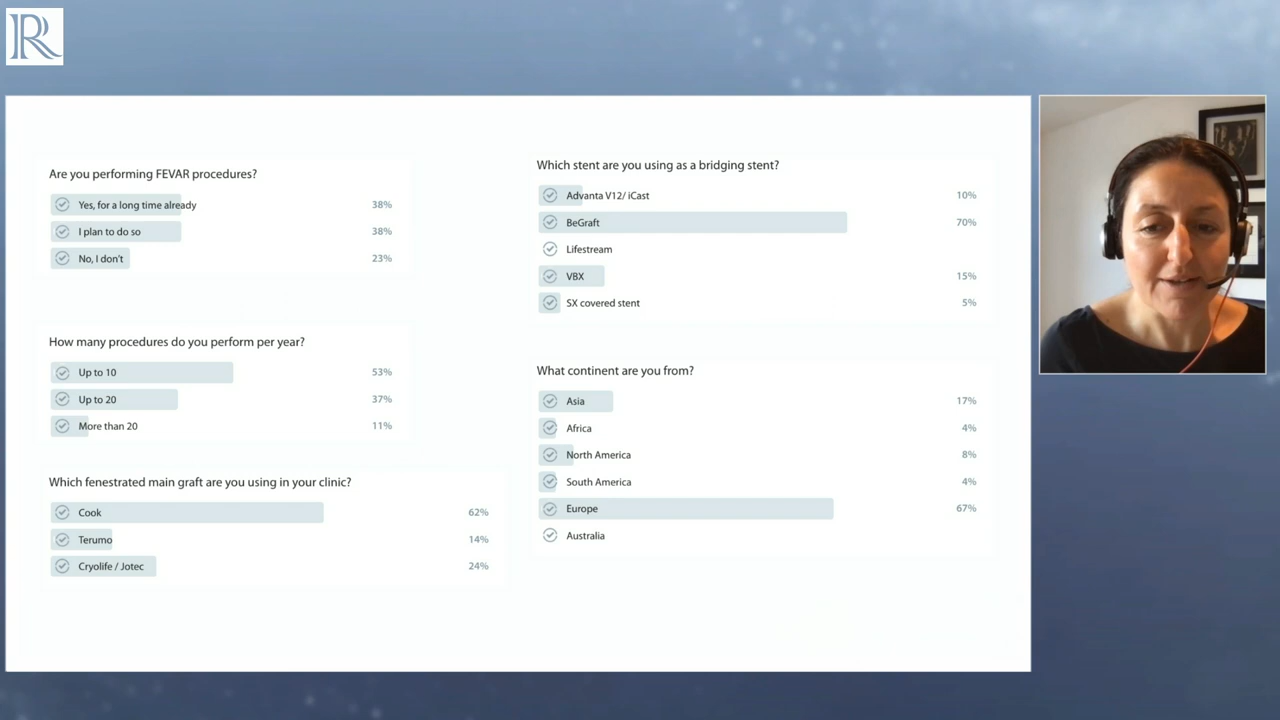 R
Are you performing FEVAR procedures?
Yes, for a long time already 38%
I plan to do so 38%
No, I don't 23%
How many procedures do you perform per year?
Up to 10 53%
Up to 20 37%
More than 20 11%
Which fenestrated main graft are you using in your clinic?
Cook 62%
Terumo 14%
Cryolife / Jotec 24%
Which stent are you using as a bridging stent?
Advanta V12/ iCast 10%
BeGraft 70%
Lifestream
VBX 15%
SX covered stent 5%
What continent are you from?
Asia 17%
Africa 4%
North America 8%
South America 4%
Europe 67%
Australia